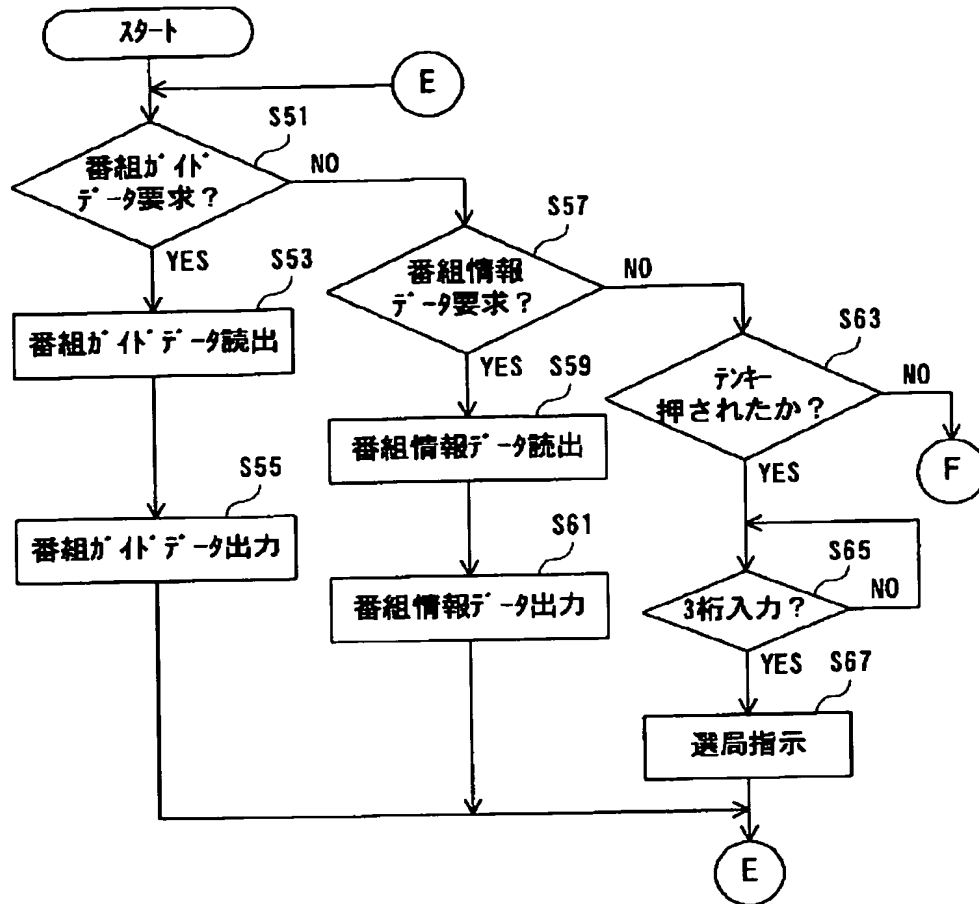 スタート
E
S51
番組ガイド
データ要求?
NO
YES
S53
番組ガイドデータ読出
S55
番組ガイドデータ出力
S57
番組情報
データ要求?
NO
YES
S59
番組情報データ読出
S61
番組情報データ出力
S63
テンキー
押されたか?
NO
F
YES
S65
3桁入力?
NO
YES
S67
選局指示
E